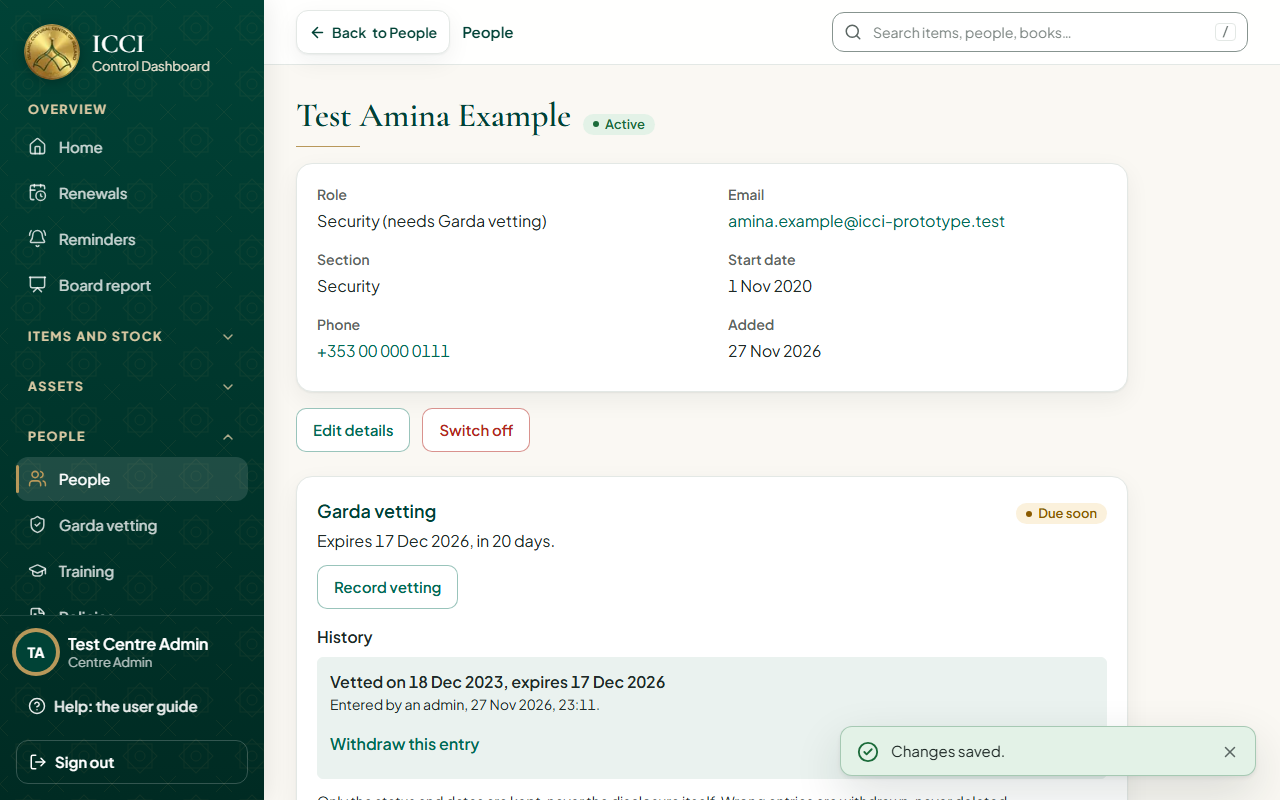 ICCI
Control Dashboard
OVERVIEW
Home
Renewals
Reminders
Board report
ITEMS AND STOCK
ASSETS
PEOPLE
People
Garda vetting
Training
Test Centre Admin
TA
Centre Admin
Help: the user guide
Sign out
Back to People
People
Search items, people, books…
/
Test Amina Example
Active
Role
Security (needs Garda vetting)
Email
amina.example@icci-prototype.test
Section
Security
Start date
1 Nov 2020
Phone
+353 00 000 0111
Added
27 Nov 2026
Edit details
Switch off
Garda vetting
Due soon
Expires 17 Dec 2026, in 20 days.
Record vetting
History
Vetted on 18 Dec 2023, expires 17 Dec 2026
Entered by an admin, 27 Nov 2026, 23:11.
Withdraw this entry
Changes saved.